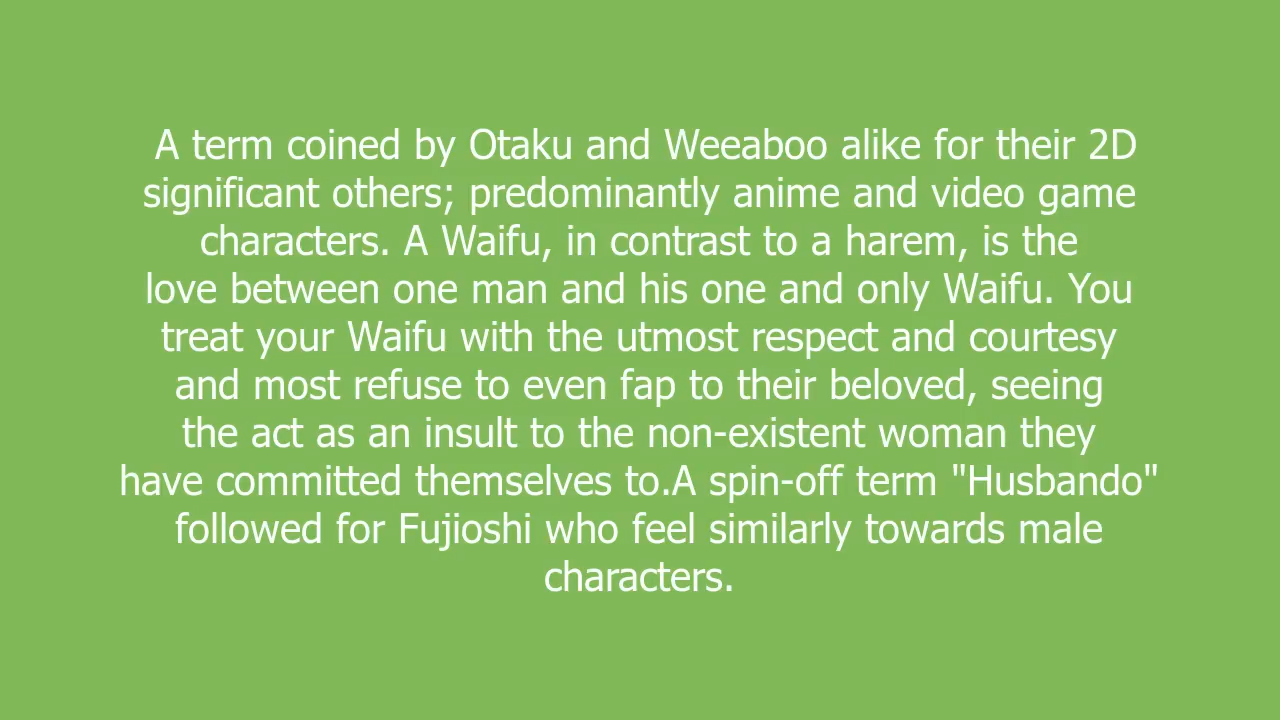 A term coined by Otaku and Weeaboo alike for their 2D
significant others; predominantly anime and video game
characters. A Waifu, in contrast to a harem, is the
love between one man and his one and only Waifu. You
treat your Waifu with the utmost respect and courtesy
and most refuse to even fap to their beloved, seeing
the act as an insult to the non-existent woman they
have committed themselves to.A spin-off term "Husbando"
followed for Fujioshi who feel similarly towards male
characters.